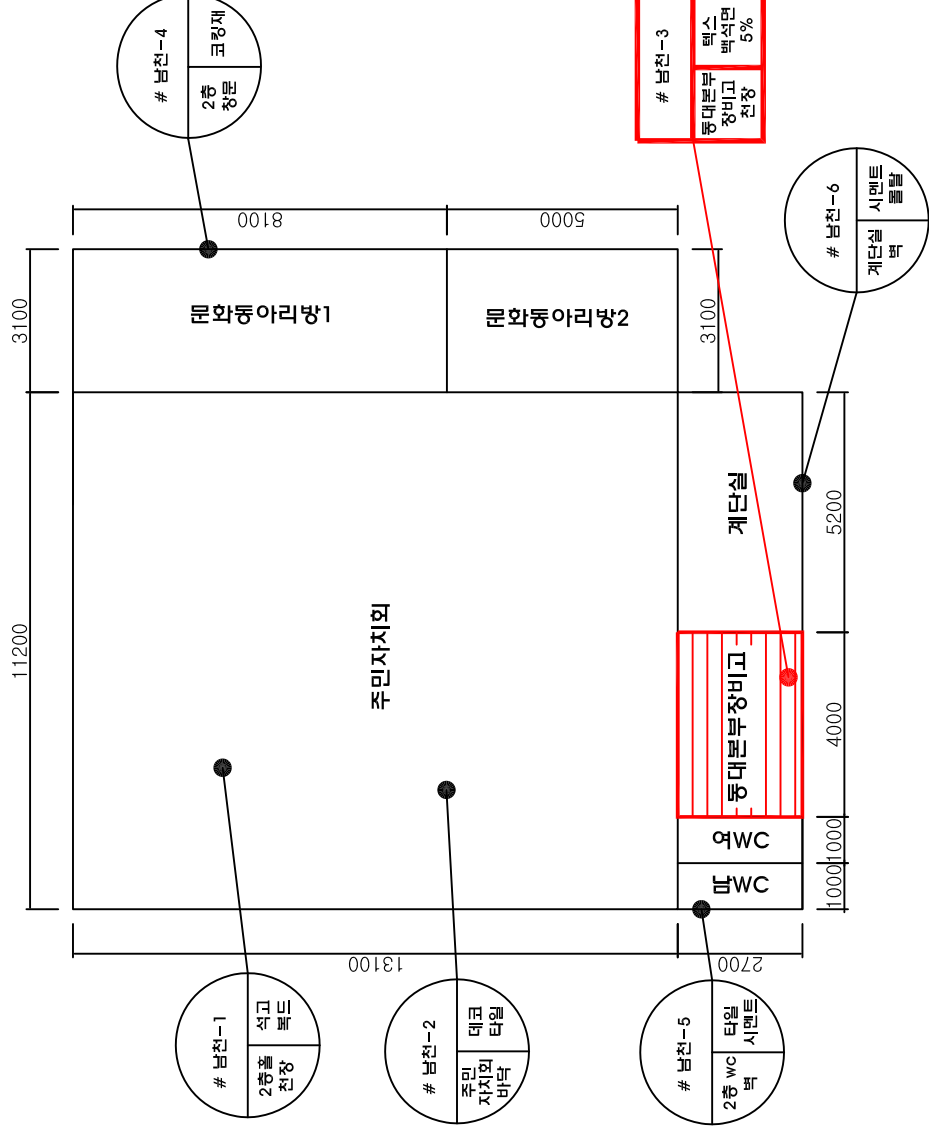 # 남천-4
2층
창문
코킹재
# 남천-3
동대본부
장비고
천장
텍스
백석면
5%
# 남천-6
계단실
벽
시멘트
몰탈
8100
5000
3100
11200
3100
문화동아리방1
문화동아리방2
주민자치회
계단실
동대본부장비고
여WC
남WC
5200
4000
1000
1000
13100
2700
# 남천-1
2층홀
천장
석고
복드
# 남천-2
주민
자치회
바닥
데코
타일
# 남천-5
2층 WC
벽
타일
시멘트